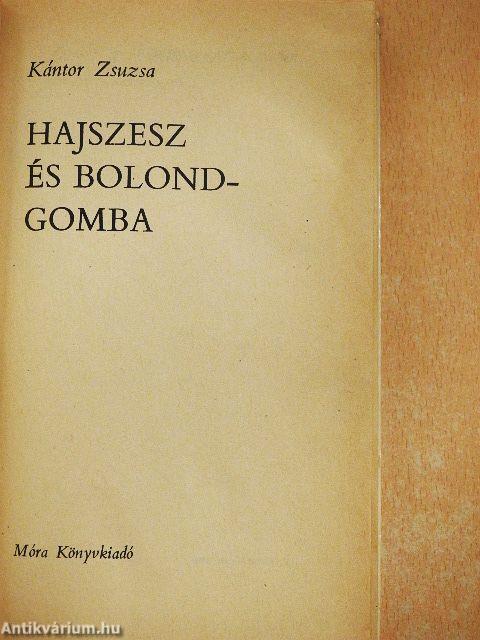 Kántor Zsuzsa
HAJSZESZ
ÉS BOLOND-
GOMBA
Móra Könyvkiadó
Antikvárium.hu